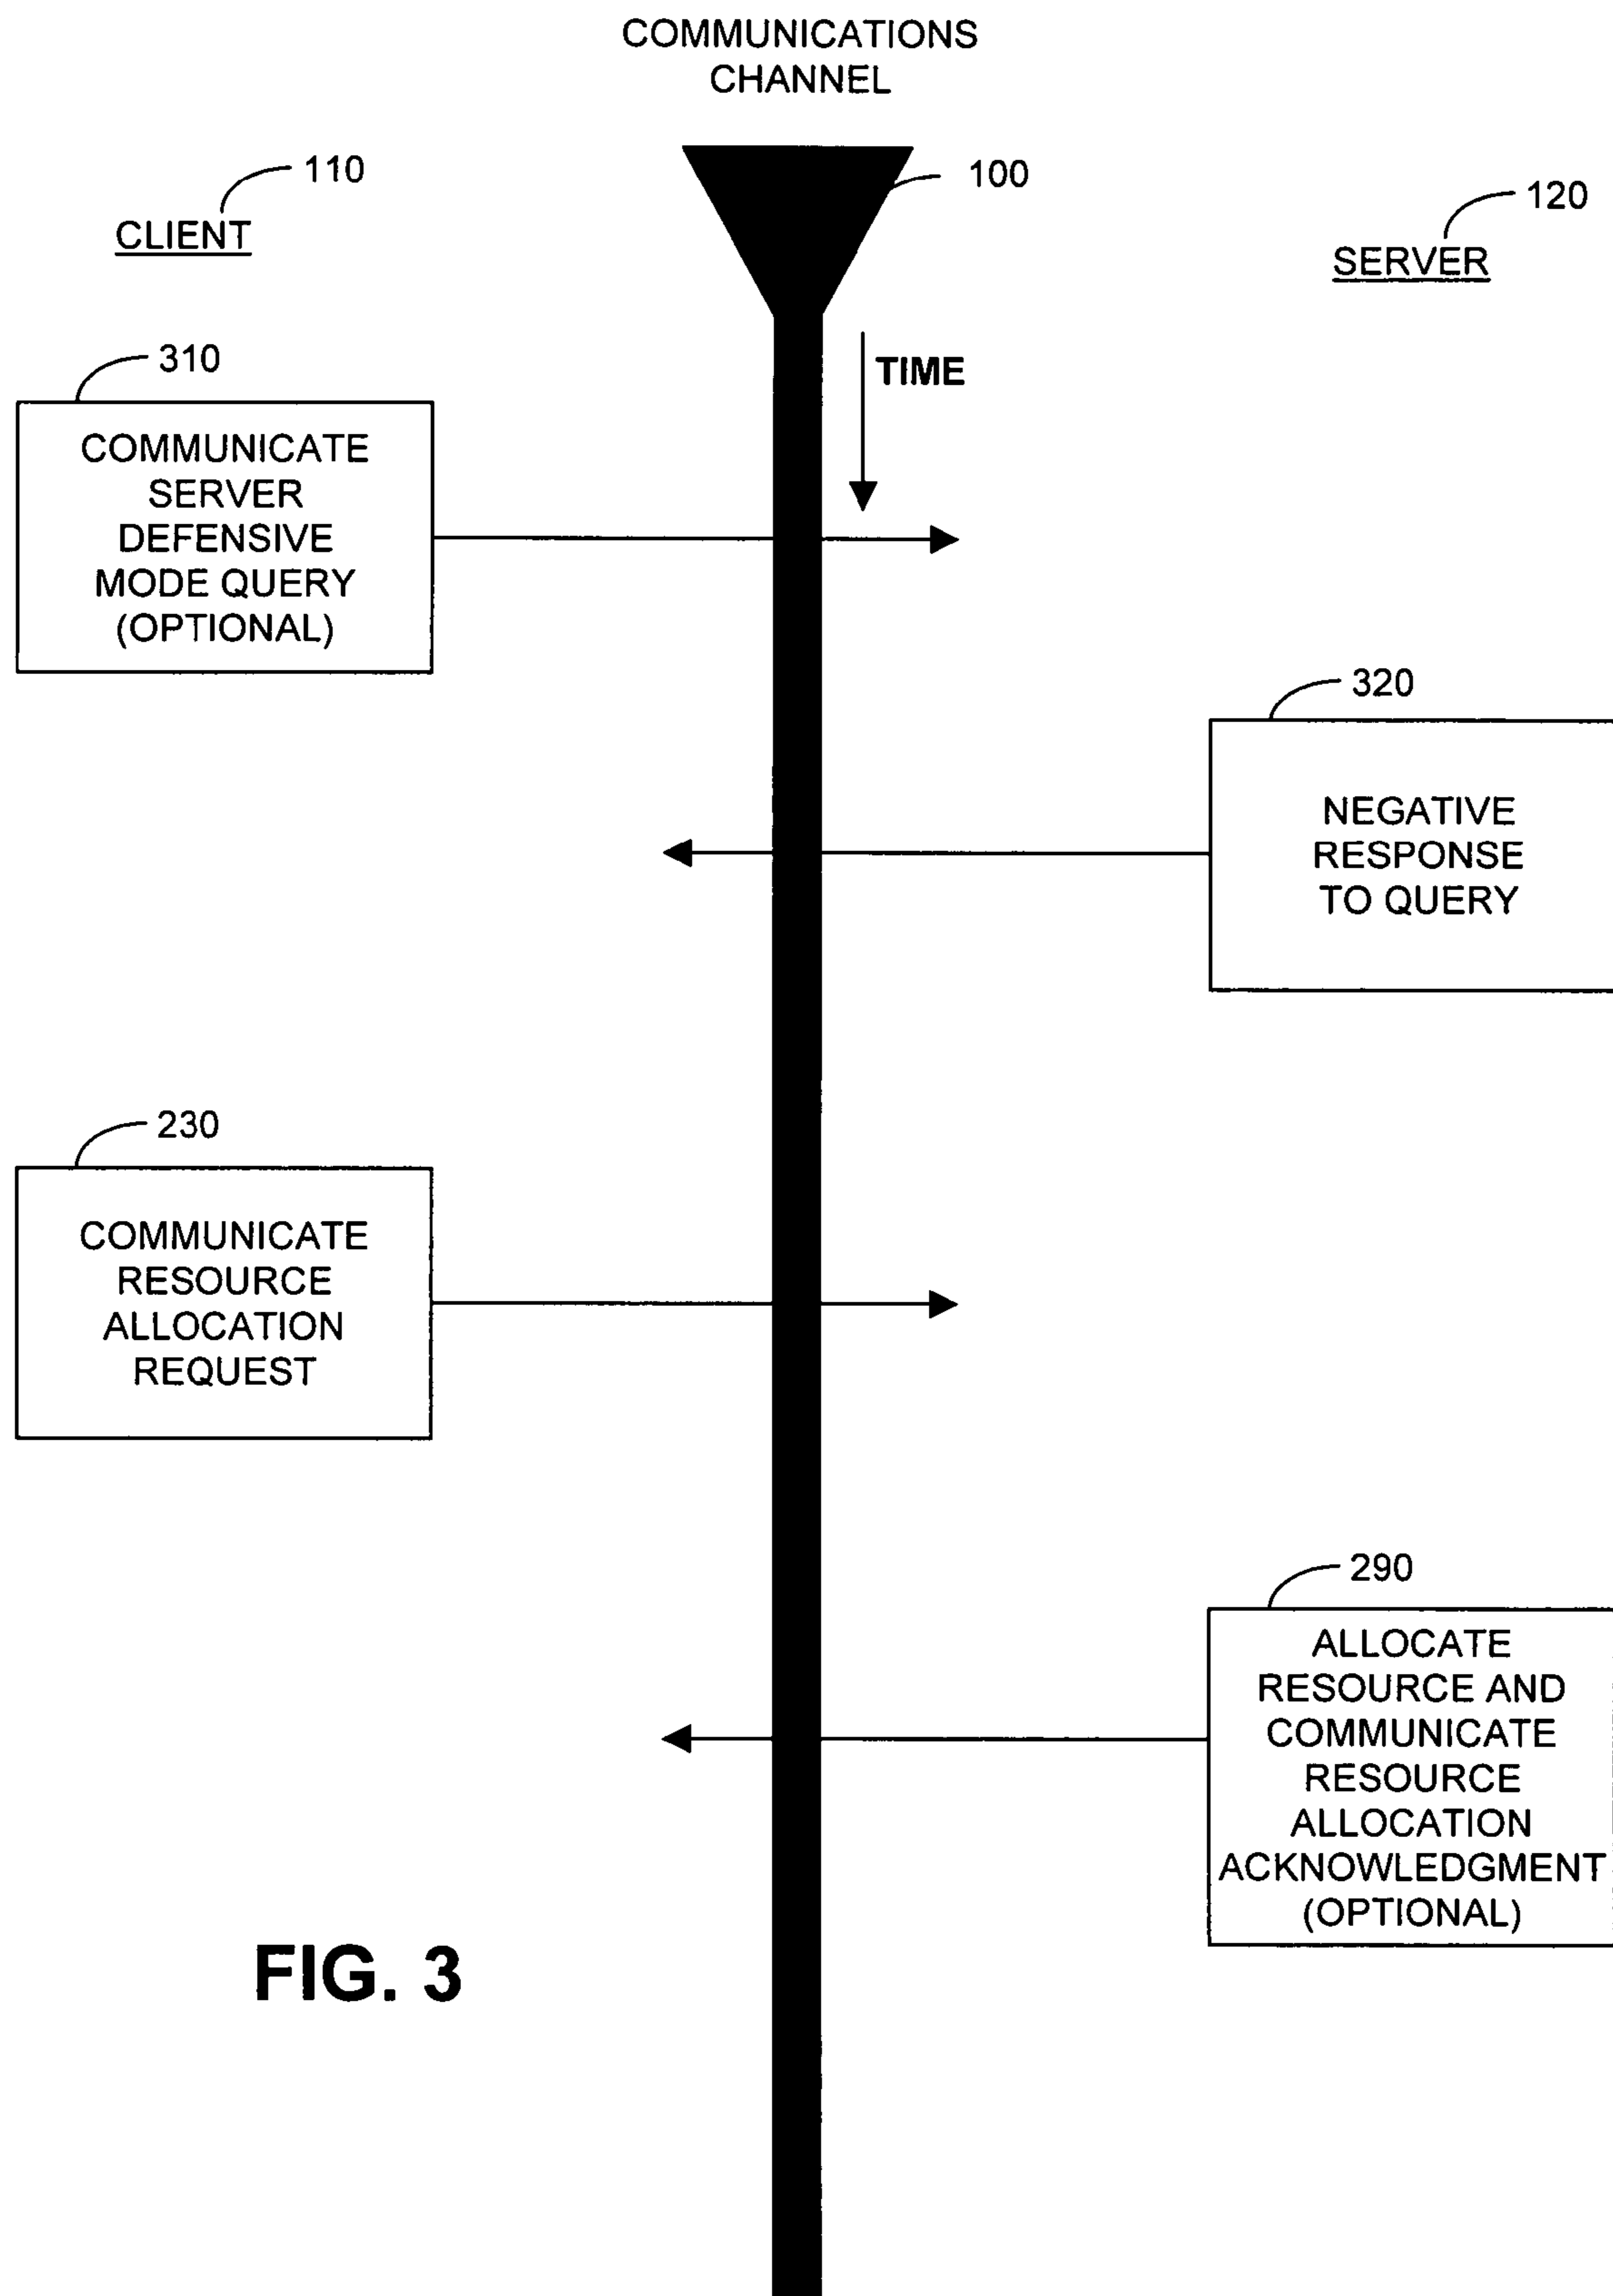 COMMUNICATIONS
CHANNEL
110
100
120
CLIENT
SERVER
TIME
310
COMMUNICATE
SERVER
DEFENSIVE
MODE QUERY
(OPTIONAL)
320
NEGATIVE
RESPONSE
TO QUERY
230
COMMUNICATE
RESOURCE
ALLOCATION
REQUEST
290
ALLOCATE
RESOURCE AND
COMMUNICATE
RESOURCE
ALLOCATION
ACKNOWLEDGMENT
(OPTIONAL)
FIG. 3